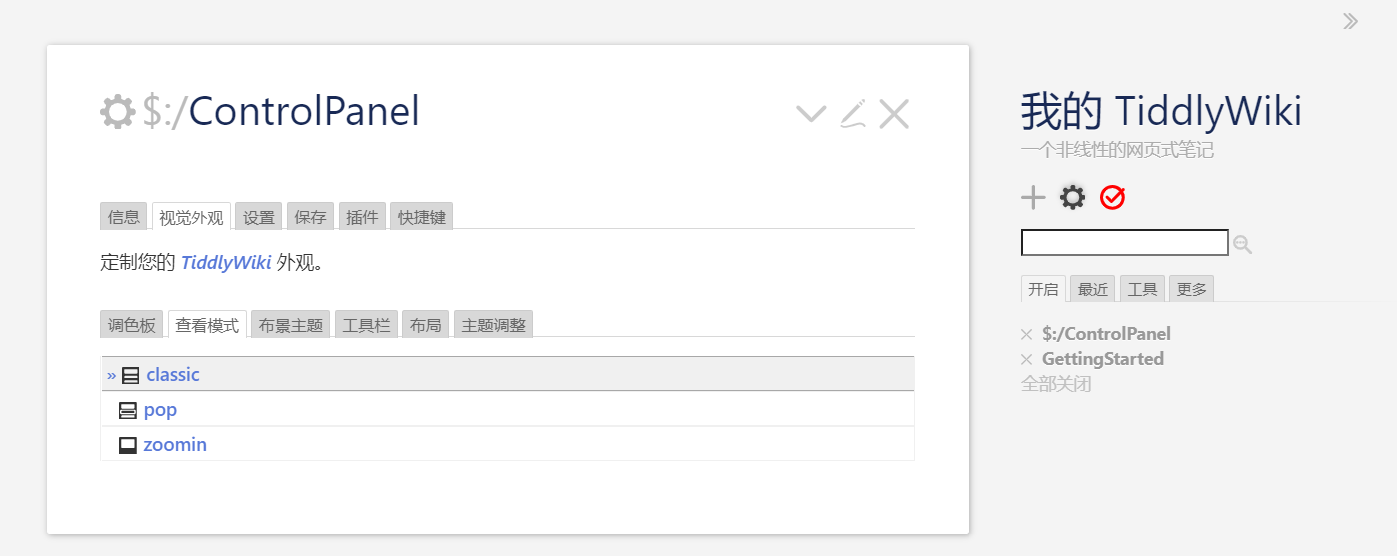 $:/ControlPanel
信息 视觉外观 设置 保存 插件 快捷键
定制您的 TiddlyWiki 外观。
调色板 查看模式 布景主题 工具栏 布局 主题调整
» classic
pop
zoomin
我的 TiddlyWiki
一个非线性的网页式笔记
开启 最近 工具 更多
$:/ControlPanel
GettingStarted
全部关闭